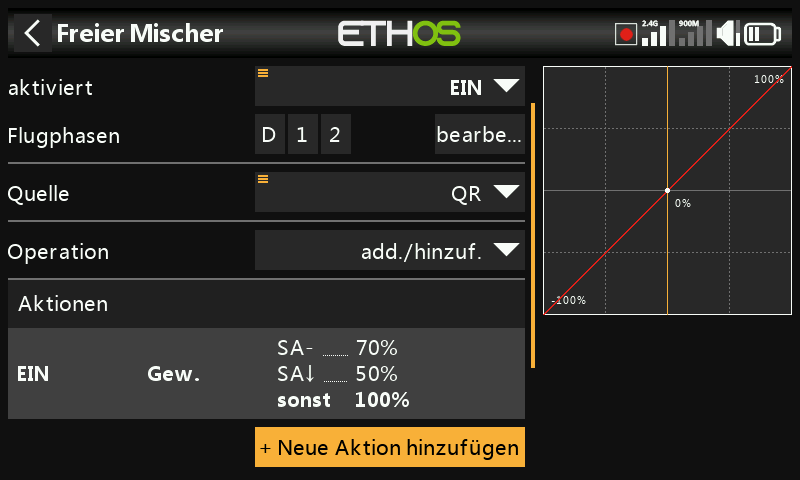 Freier Mischer
ETHOS
2.4G
900M
aktiviert
EIN
Flugphasen
D 1 2
bearbe...
Quelle
QR
Operation
add./hinzuf.
Aktionen
EIN Gew.
SA- ...... 70%
SA↓ ...... 50%
sonst 100%
+ Neue Aktion hinzufügen
100%
0%
-100%